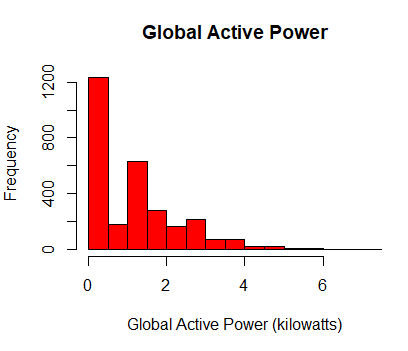 Global Active Power
1200
800
400
0
Frequency
0 2 4 6
Global Active Power (kilowatts)